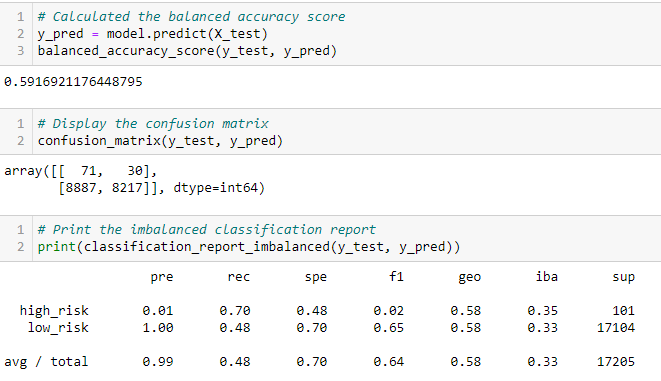 1 # Calculated the balanced accuracy score
2 y_pred = model.predict(X_test)
3 balanced_accuracy_score(y_test, y_pred)
0.5916921176448795
1 # Display the confusion matrix
2 confusion_matrix(y_test, y_pred)
array([[  71,   30],
       [8887, 8217]], dtype=int64)
1 # Print the imbalanced classification report
2 print(classification_report_imbalanced(y_test, y_pred))
pre rec spe f1 geo iba sup
high_risk 0.01 0.70 0.48 0.02 0.58 0.35 101
low_risk 1.00 0.48 0.70 0.65 0.58 0.33 17104
avg / total 0.99 0.48 0.70 0.64 0.58 0.33 17205